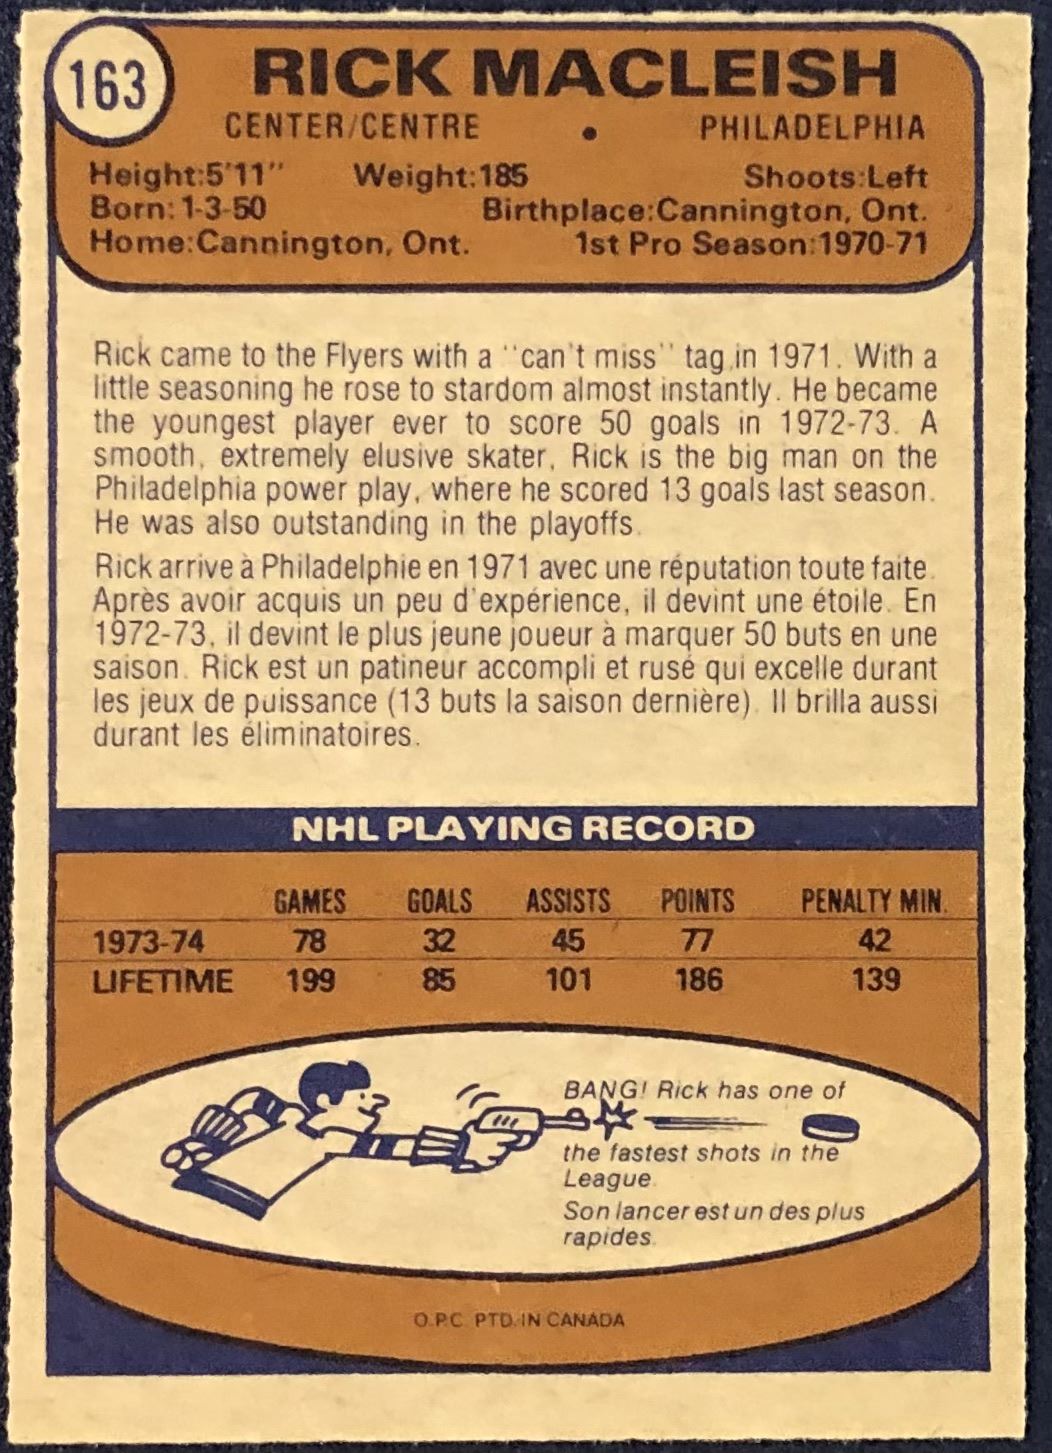 163
RICK MACLEISH
CENTER/CENTRE • PHILADELPHIA
Height:5'11" Weight:185 Shoots:Left
Born:1-3-50 Birthplace:Cannington, Ont.
Home:Cannington, Ont. 1st Pro Season:1970-71
Rick came to the Flyers with a "can't miss" tag in 1971. With a
little seasoning he rose to stardom almost instantly. He became
the youngest player ever to score 50 goals in 1972-73. A
smooth, extremely elusive skater, Rick is the big man on the
Philadelphia power play, where he scored 13 goals last season.
He was also outstanding in the playoffs.
Rick arrive à Philadelphie en 1971 avec une réputation toute faite.
Après avoir acquis un peu d'expérience, il devint une étoile. En
1972-73, il devint le plus jeune joueur à marquer 50 buts en une
saison. Rick est un patineur accompli et rusé qui excelle durant
les jeux de puissance (13 buts la saison dernière). Il brilla aussi
durant les éliminatoires.
NHL PLAYING RECORD
GAMES GOALS ASSISTS POINTS PENALTY MIN.
1973-74 78 32 45 77 42
LIFETIME 199 85 101 186 139
BANG! Rick has one of
the fastest shots in the
League.
Son lancer est un des plus
rapides.
O.P.C. PTD. IN CANADA